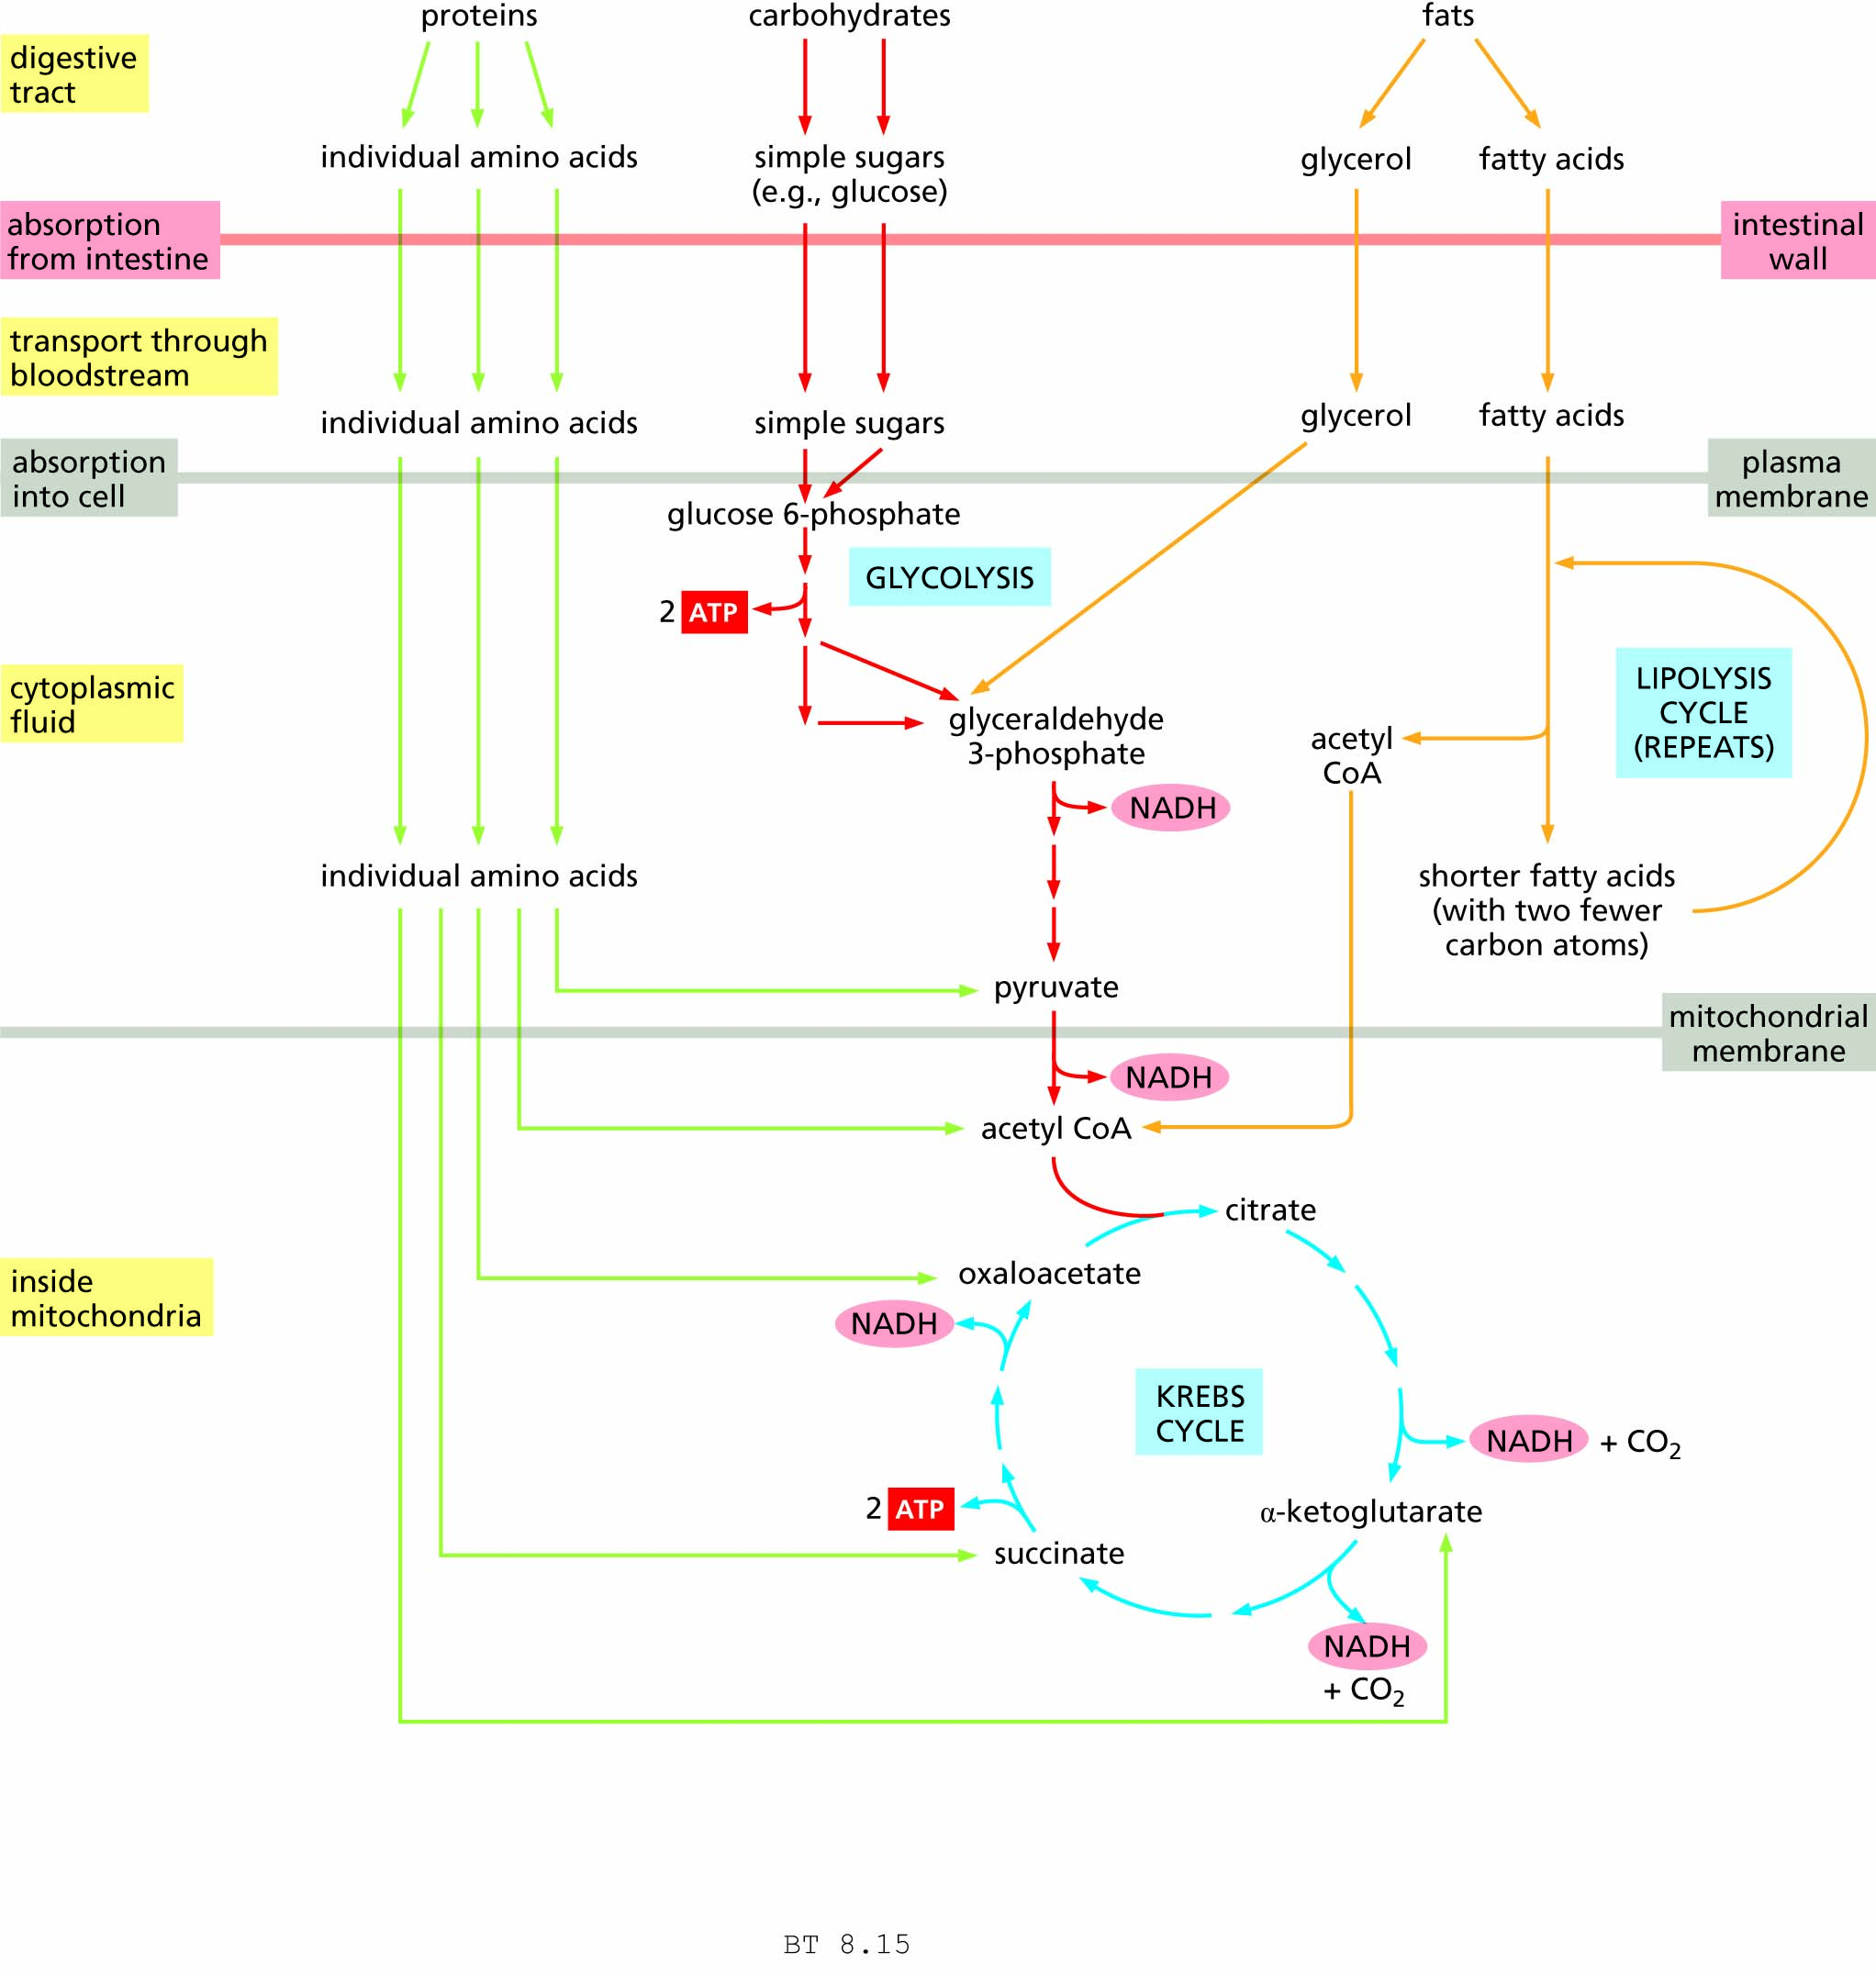 proteins
carbohydrates
fats
digestive
tract
individual amino acids
simple sugars
(e.g., glucose)
glycerol
fatty acids
absorption
from intestine
intestinal
wall
transport through
bloodstream
individual amino acids
simple sugars
glycerol
fatty acids
absorption
into cell
plasma
membrane
glucose 6-phosphate
GLYCOLYSIS
2 ATP
cytoplasmic
fluid
LIPOLYSIS
CYCLE
(REPEATS)
glyceraldehyde
3-phosphate
acetyl
CoA
NADH
individual amino acids
shorter fatty acids
(with two fewer
carbon atoms)
pyruvate
mitochondrial
membrane
NADH
acetyl CoA
citrate
inside
mitochondria
oxaloacetate
NADH
KREBS
CYCLE
NADH + CO₂
2 ATP
α-ketoglutarate
succinate
NADH
+ CO₂
BT 8.15